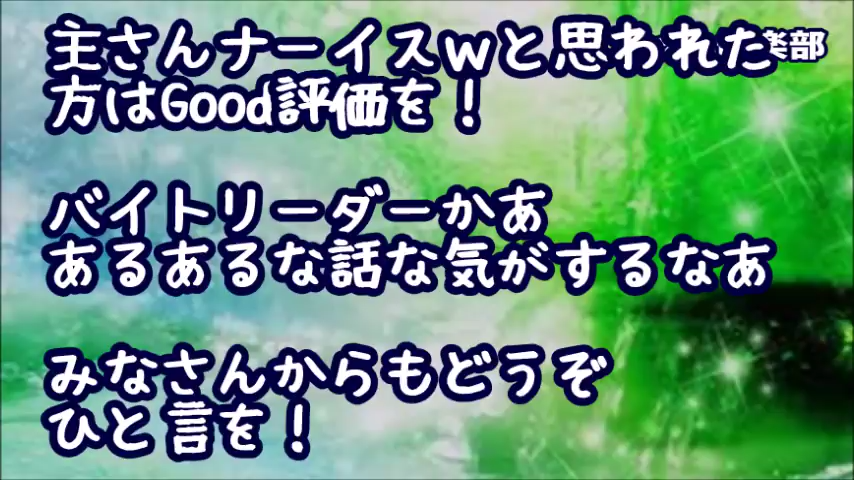 主さんナーイスwと思われた
方はGood評価を！
バイトリーダーかあ
あるあるな話な気がするなあ
みなさんからもどうぞ
ひと言を！
楽部